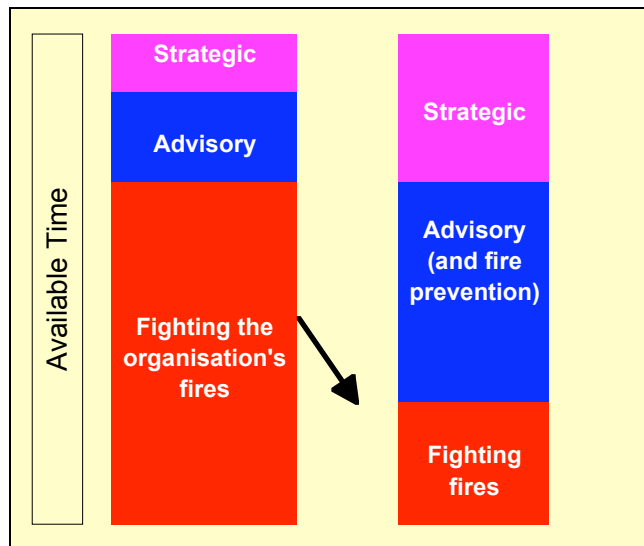 Available Time
Strategic
Advisory
Fighting the
organisation's
fires
Strategic
Advisory
(and fire
prevention)
Fighting
fires